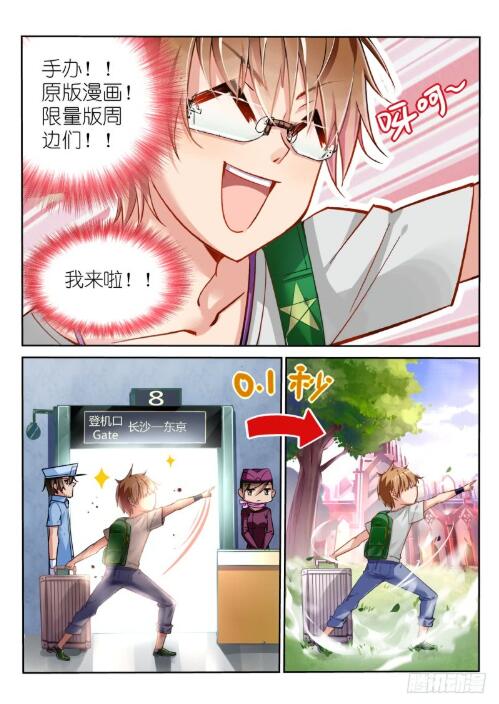 手办！！
原版漫画！
限量版周
边们！！
呀呵~
我来啦！！
0.1秒
8
登机口
Gate
长沙—东京
腾讯动漫